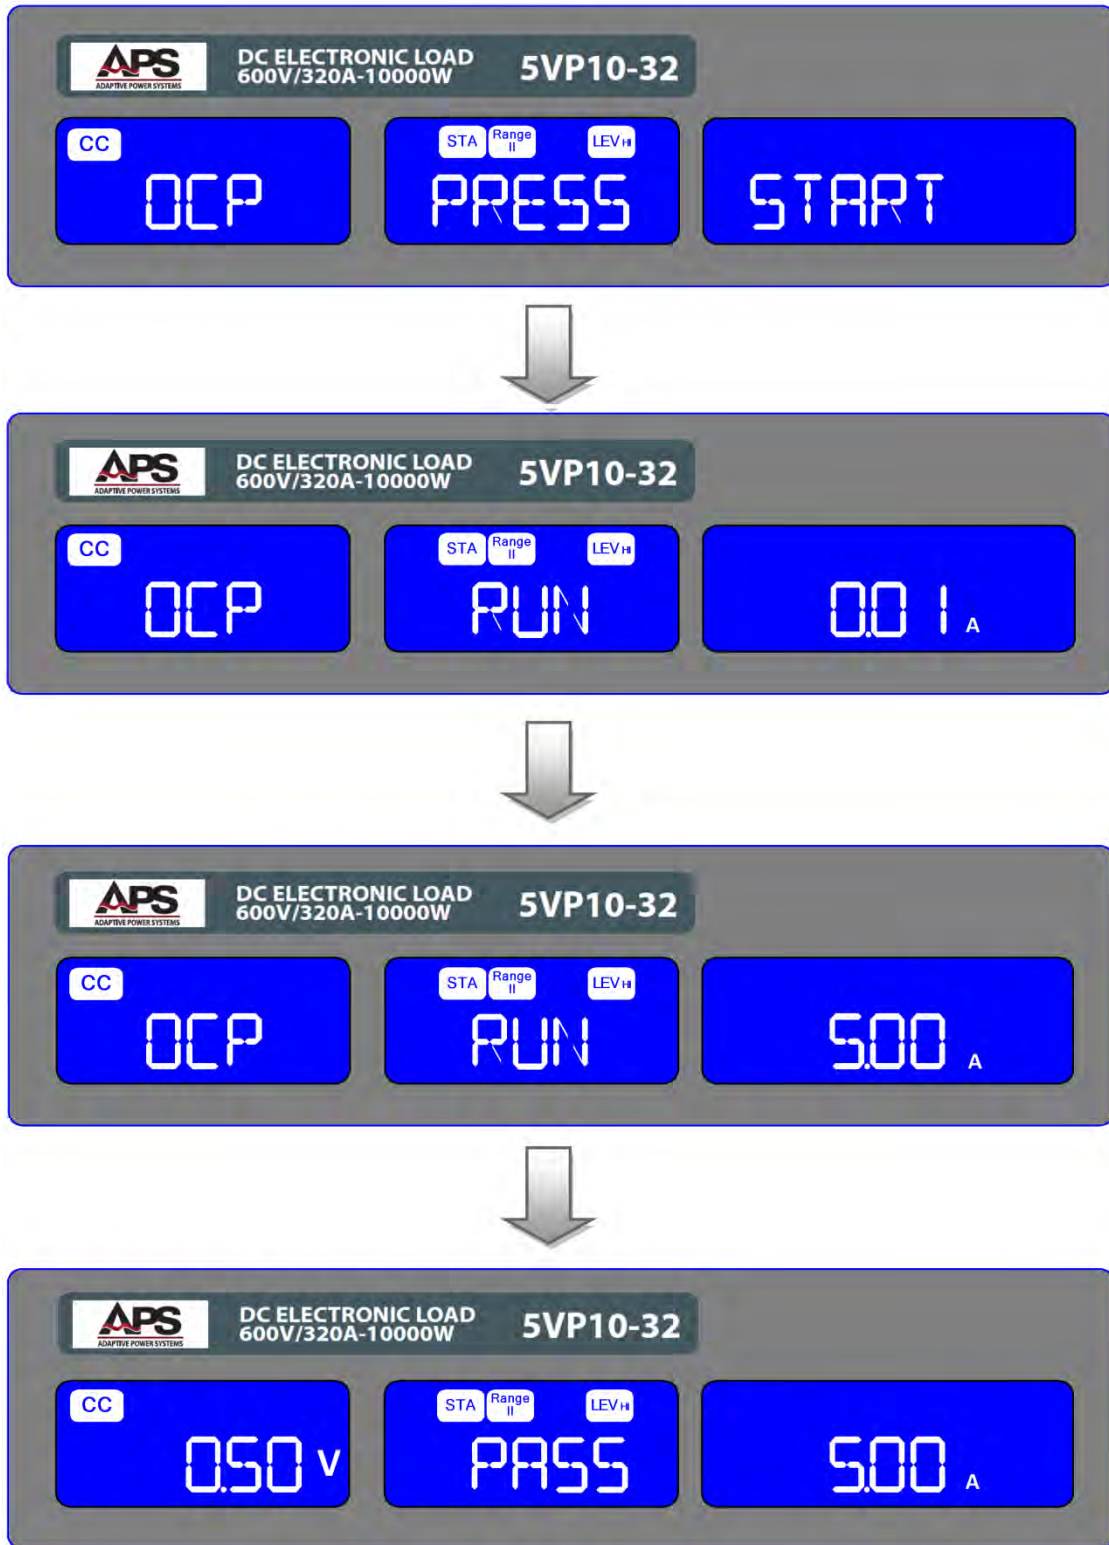 APS
ADAPTIVE POWER SYSTEMS
DC ELECTRONIC LOAD
600V/320A-10000W
5VP10-32
CC
OCP
STA Range II LEV HI
PRESS
START
APS
ADAPTIVE POWER SYSTEMS
DC ELECTRONIC LOAD
600V/320A-10000W
5VP10-32
CC
OCP
STA Range II LEV HI
RUN
0.01 A
APS
ADAPTIVE POWER SYSTEMS
DC ELECTRONIC LOAD
600V/320A-10000W
5VP10-32
CC
OCP
STA Range II LEV HI
RUN
5.00 A
APS
ADAPTIVE POWER SYSTEMS
DC ELECTRONIC LOAD
600V/320A-10000W
5VP10-32
CC
0.50 V
STA Range II LEV HI
PASS
5.00 A